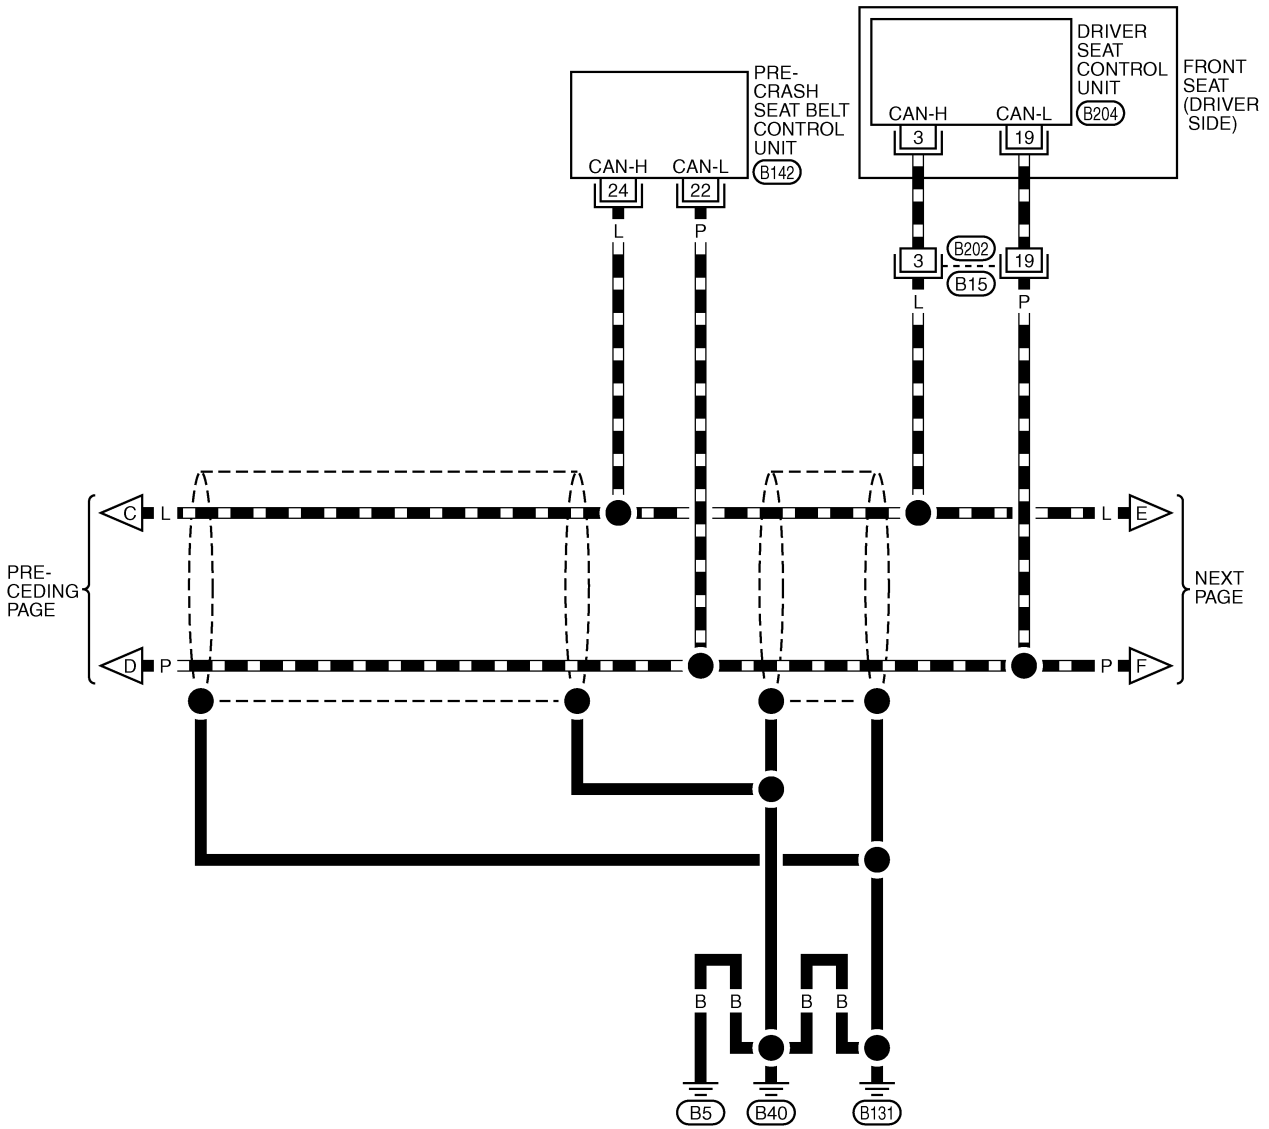 PRE-
CRASH
SEAT BELT
CONTROL
UNIT
B142
CAN-H
CAN-L
24
22
L
P
DRIVER
SEAT
CONTROL
UNIT
B204
FRONT
SEAT
(DRIVER
SIDE)
CAN-H
CAN-L
3
19
3
B202
B15
19
L
P
C
L
L
E
PRE-
CEDING
PAGE
NEXT
PAGE
D
P
P
F
B
B
B
B
B5
B40
B131